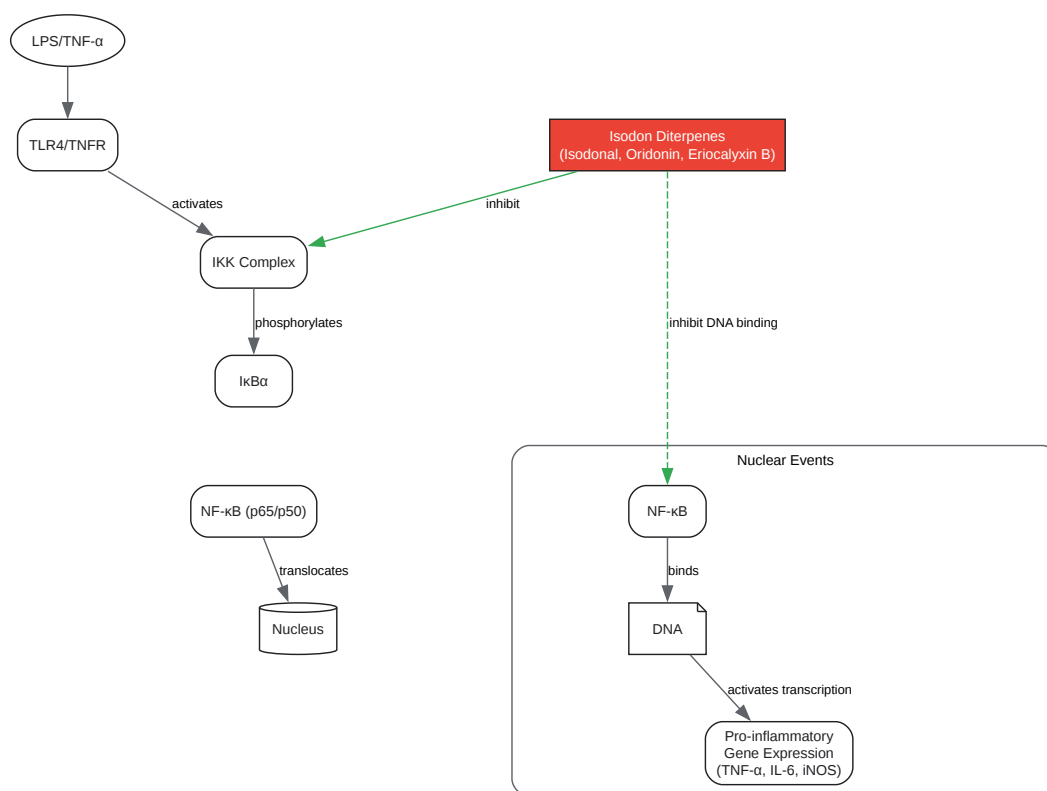 LPS/TNF-α
TLR4/TNFR
Isodon Diterpenes
(Isodonal, Oridonin, Eriocalyxin B)
activates
inhibit
IKK Complex
phosphorylates
inhibit DNA binding
IκBα
Nuclear Events
NF-κB (p65/p50)
NF-κB
translocates
binds
Nucleus
DNA
activates transcription
Pro-inflammatory
Gene Expression
(TNF-α, IL-6, iNOS)